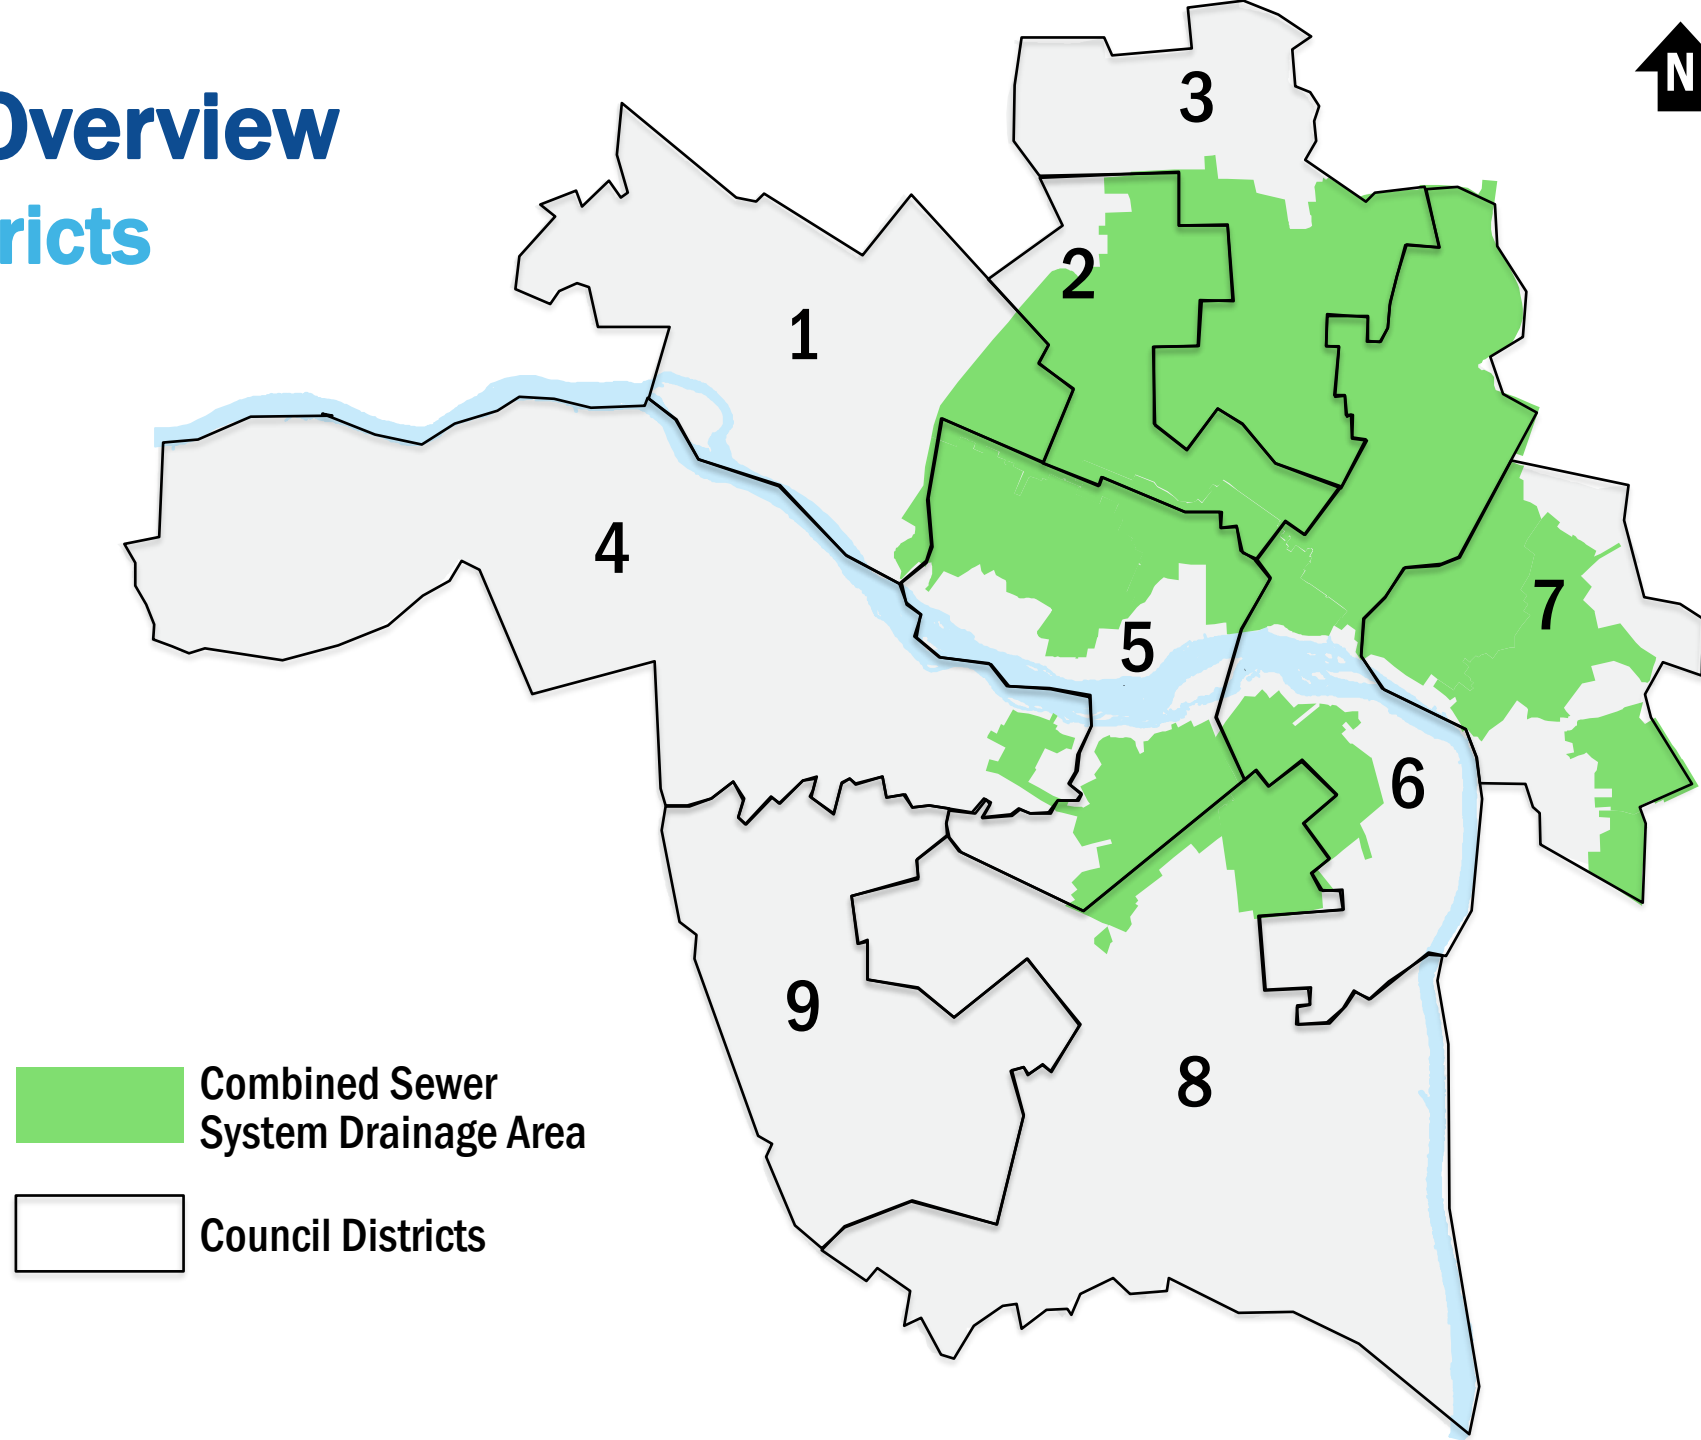 Overview
ricts
N
3
2
1
4
7
5
6
9
8
Combined Sewer
System Drainage Area
Council Districts